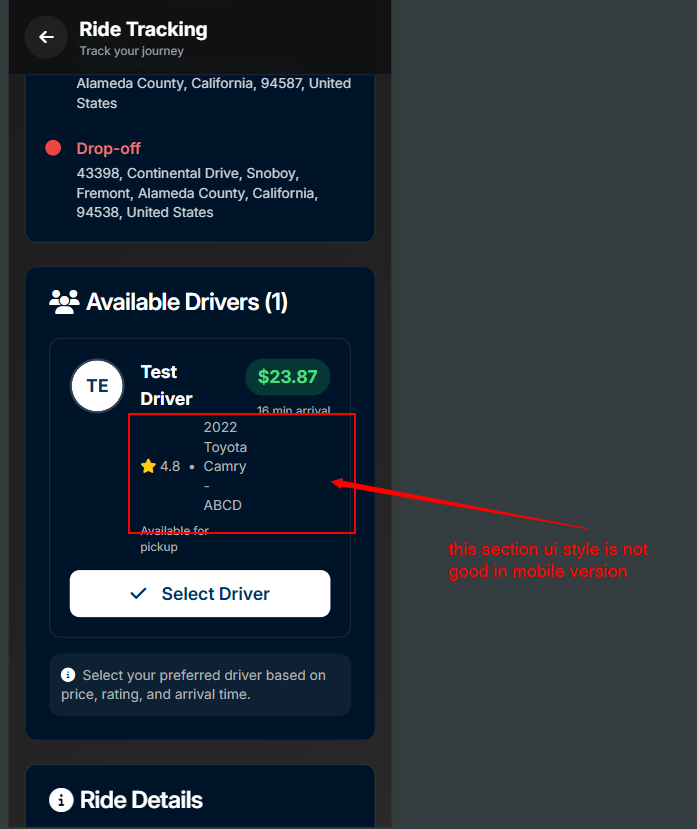 Ride Tracking
Track your journey
Alameda County, California, 94587, United
States
Drop-off
43398, Continental Drive, Snoboy,
Fremont, Alameda County, California,
94538, United States
Available Drivers (1)
TE
Test
Driver
$23.87
16 min arrival
2022
Toyota
4.8 • Camry
-
ABCD
Available for
pickup
this section ui style is not
good in mobile version
Select Driver
Select your preferred driver based on
price, rating, and arrival time.
Ride Details